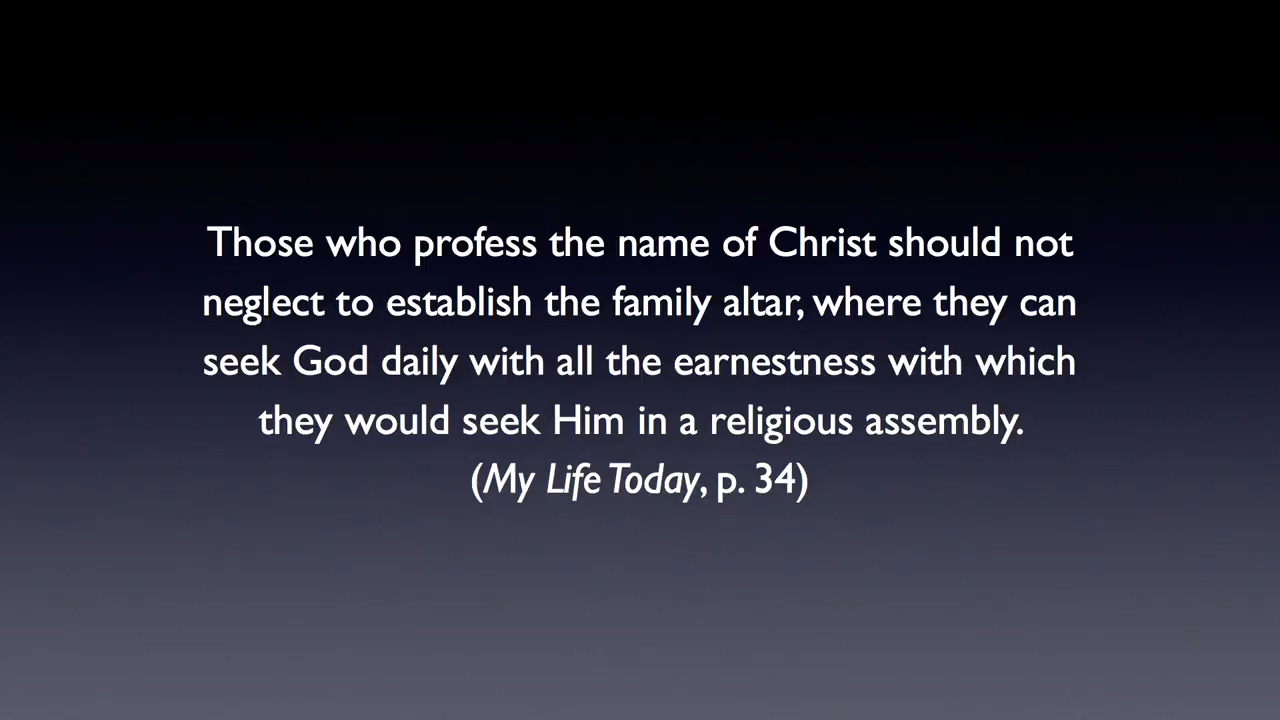 Those who profess the name of Christ should not
neglect to establish the family altar, where they can
seek God daily with all the earnestness with which
they would seek Him in a religious assembly.
(My Life Today, p. 34)